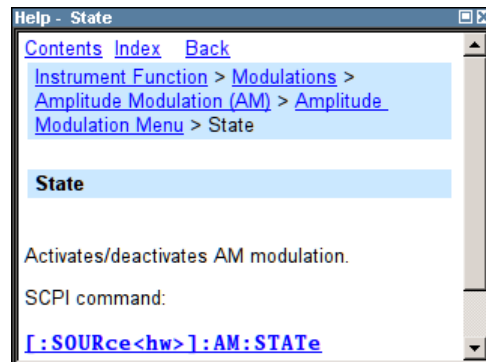 Help - State
Contents Index Back
Instrument Function > Modulations >
Amplitude Modulation (AM) > Amplitude
Modulation Menu > State
State
Activates/deactivates AM modulation.
SCPI command:
[:SOURce<hw>]:AM:STATe